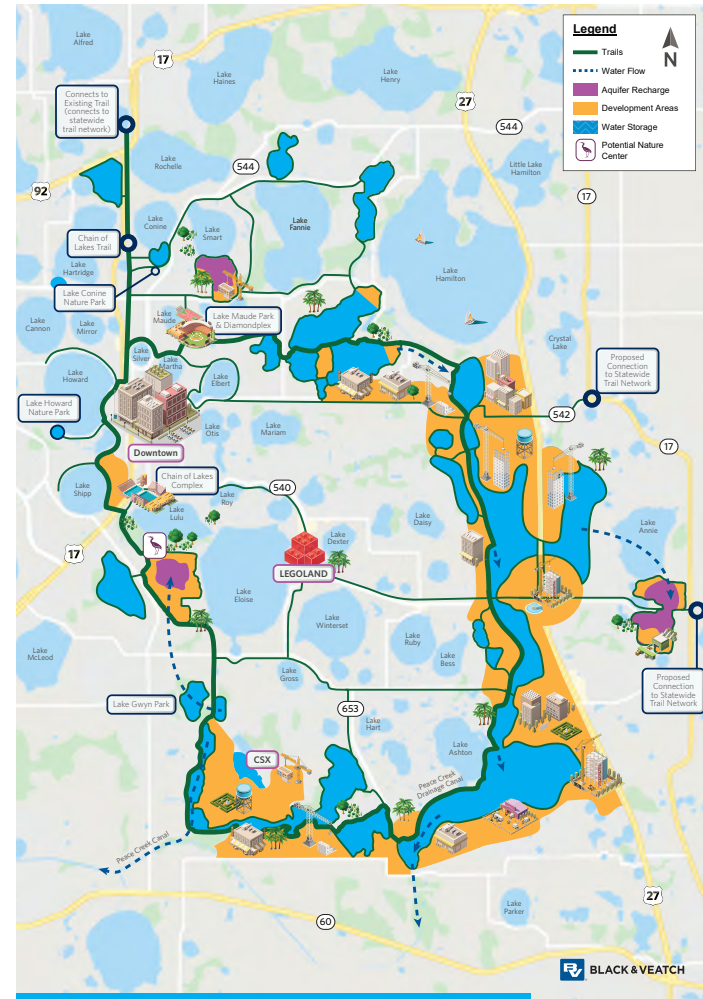 Legend
Trails
Water Flow
Aquifer Recharge
Development Areas
Water Storage
Potential Nature
Center
N
Lake
Alfred
17
Lake
Haines
Lake
Henry
27
544
Connects to
Existing Trail
(connects to
statewide
trail network)
Lake
Rochelle
544
Little Lake
Hamilton
92
17
Lake
Conine
Lake
Smart
Lake
Fannie
Chain of
Lakes Trail
Lake
Hartridge
Lake
Hamilton
Lake Conine
Nature Park
Lake
Cannon
Lake
Mirror
Lake
Maude
Lake Maude Park
& Diamondplex
Crystal
Lake
Lake
Silver
Lake
Martha
Lake
Howard
Lake
Elbert
Proposed
Connection
to Statewide
Trail Network
Lake Howard
Nature Park
542
Lake
Otis
Lake
Mariam
17
Downtown
Chain of Lakes
Complex
Lake
Shipp
Lake
Roy
540
Lake
Lulu
Lake
Daisy
Lake
Annie
17
Lake
Dexter
LEGOLAND
Lake
Eloise
Lake
Winterset
Lake
Ruby
Lake
Bess
Lake
McLeod
Lake
Gross
Proposed
Connection
to Statewide
Trail Network
Lake Gwyn Park
653
Lake
Hart
CSX
Lake
Ashton
Peace Creek
Drainage Canal
Peace Creek Canal
27
Lake
Parker
60
BV BLACK & VEATCH